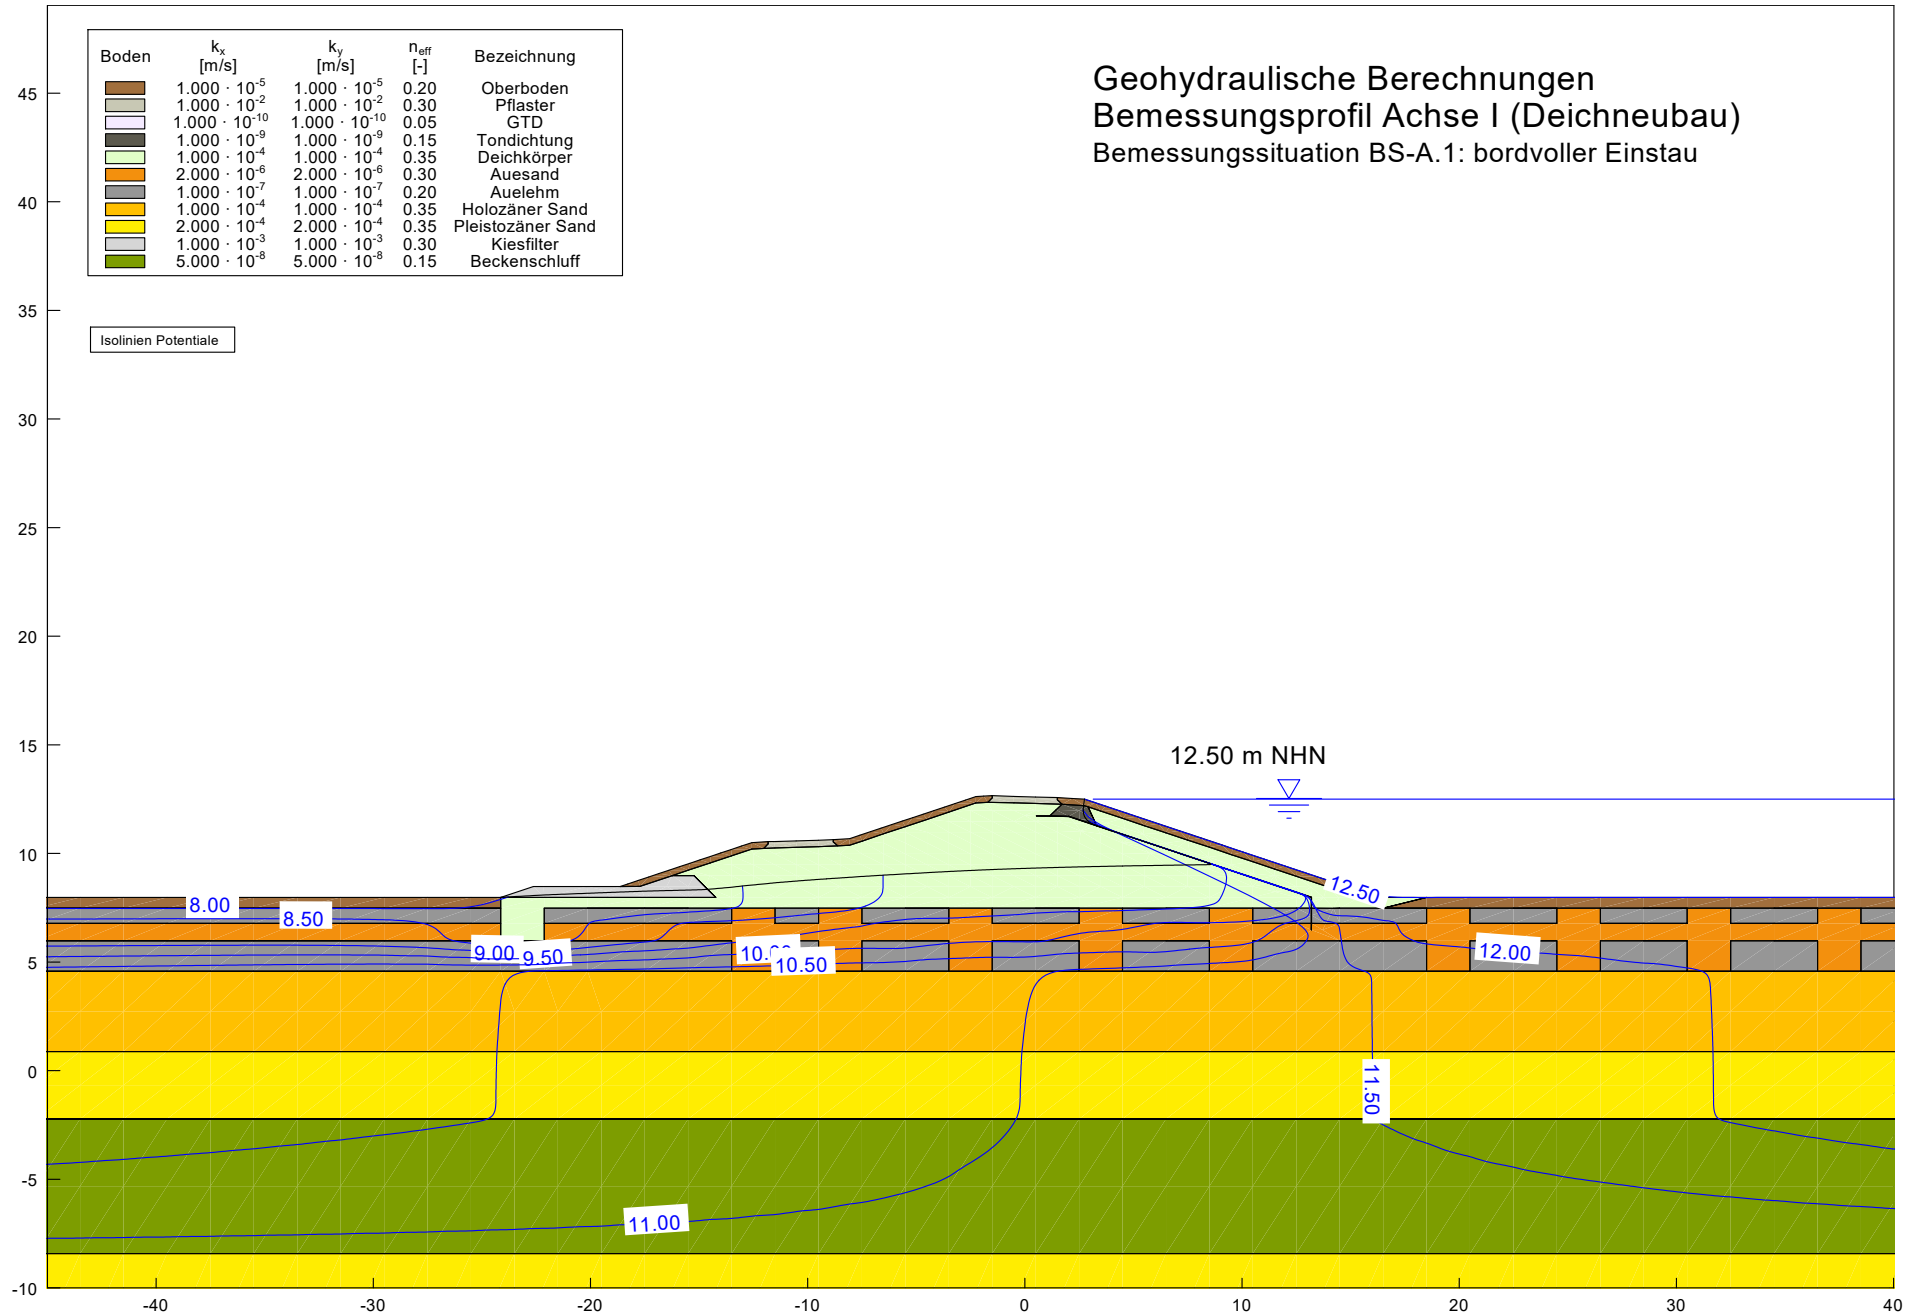 Boden kx [m/s] ky [m/s] neff [-] Bezeichnung
1.000 · 10-5 1.000 · 10-5 0.20 Oberboden
1.000 · 10-2 1.000 · 10-2 0.30 Pflaster
1.000 · 10-10 1.000 · 10-10 0.05 GTD
1.000 · 10-9 1.000 · 10-9 0.15 Tondichtung
1.000 · 10-4 1.000 · 10-4 0.35 Deichkörper
2.000 · 10-6 2.000 · 10-6 0.30 Auesand
1.000 · 10-7 1.000 · 10-7 0.20 Auelehm
1.000 · 10-4 1.000 · 10-4 0.35 Holozäner Sand
2.000 · 10-4 2.000 · 10-4 0.35 Pleistozäner Sand
1.000 · 10-3 1.000 · 10-3 0.30 Kiesfilter
5.000 · 10-8 5.000 · 10-8 0.15 Beckenschluff
Isolinien Potentiale
Geohydraulische Berechnungen
Bemessungsprofil Achse I (Deichneubau)
Bemessungssituation BS-A.1: bordvoller Einstau
45
40
35
30
25
20
15
10
5
0
-5
-10
12.50 m NHN
12.50
8.00
8.50
9.00
9.50
10.50
12.00
11.50
11.00
-40 -30 -20 -10 0 10 20 30 40